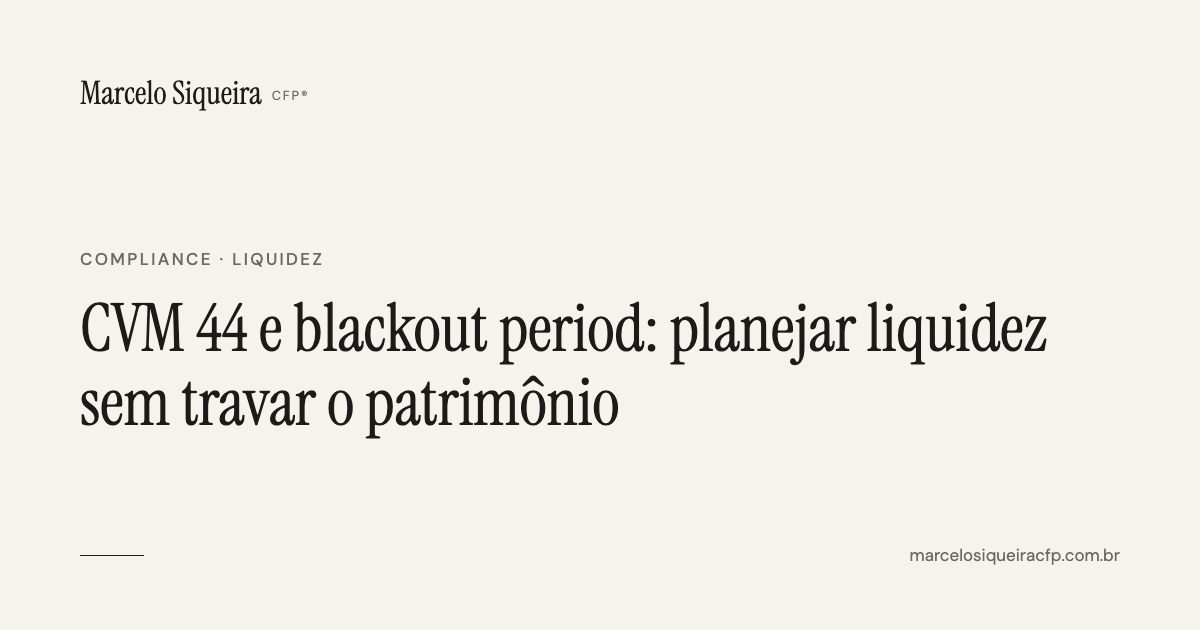 Marcelo Siqueira CFP®
COMPLIANCE · LIQUIDEZ
CVM 44 e blackout period: planejar liquidez
sem travar o patrimônio
marcelosiqueiracfp.com.br